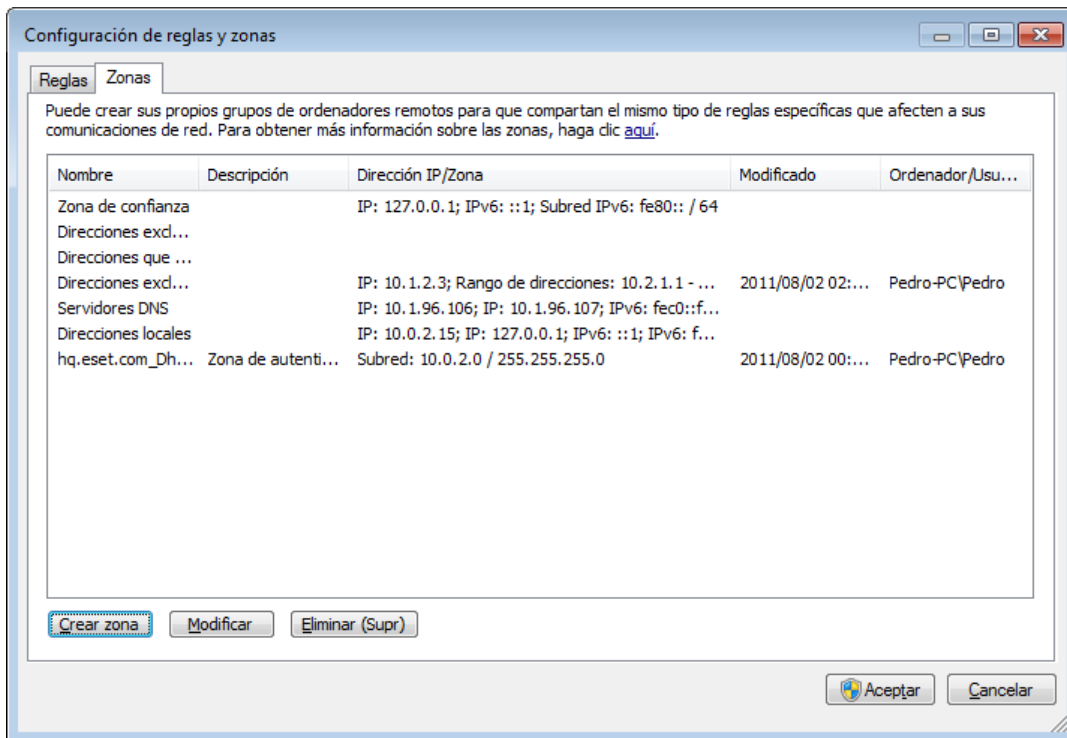 Configuración de reglas y zonas
Reglas Zonas
Puede crear sus propios grupos de ordenadores remotos para que compartan el mismo tipo de reglas específicas que afecten a sus
comunicaciones de red. Para obtener más información sobre las zonas, haga clic aquí.
Nombre Descripción Dirección IP/Zona Modificado Ordenador/Usu...
Zona de confianza IP: 127.0.0.1; IPv6: ::1; Subred IPv6: fe80:: / 64
Direcciones excl...
Direcciones que ...
Direcciones excl... IP: 10.1.2.3; Rango de direcciones: 10.2.1.1 - ... 2011/08/02 02:... Pedro-PC\Pedro
Servidores DNS IP: 10.1.96.106; IP: 10.1.96.107; IPv6: fec0::f...
Direcciones locales IP: 10.0.2.15; IP: 127.0.0.1; IPv6: ::1; IPv6: f...
hq.eset.com_Dh... Zona de autenti... Subred: 10.0.2.0 / 255.255.255.0 2011/08/02 00:... Pedro-PC\Pedro
Crear zona Modificar Eliminar (Supr)
Aceptar Cancelar